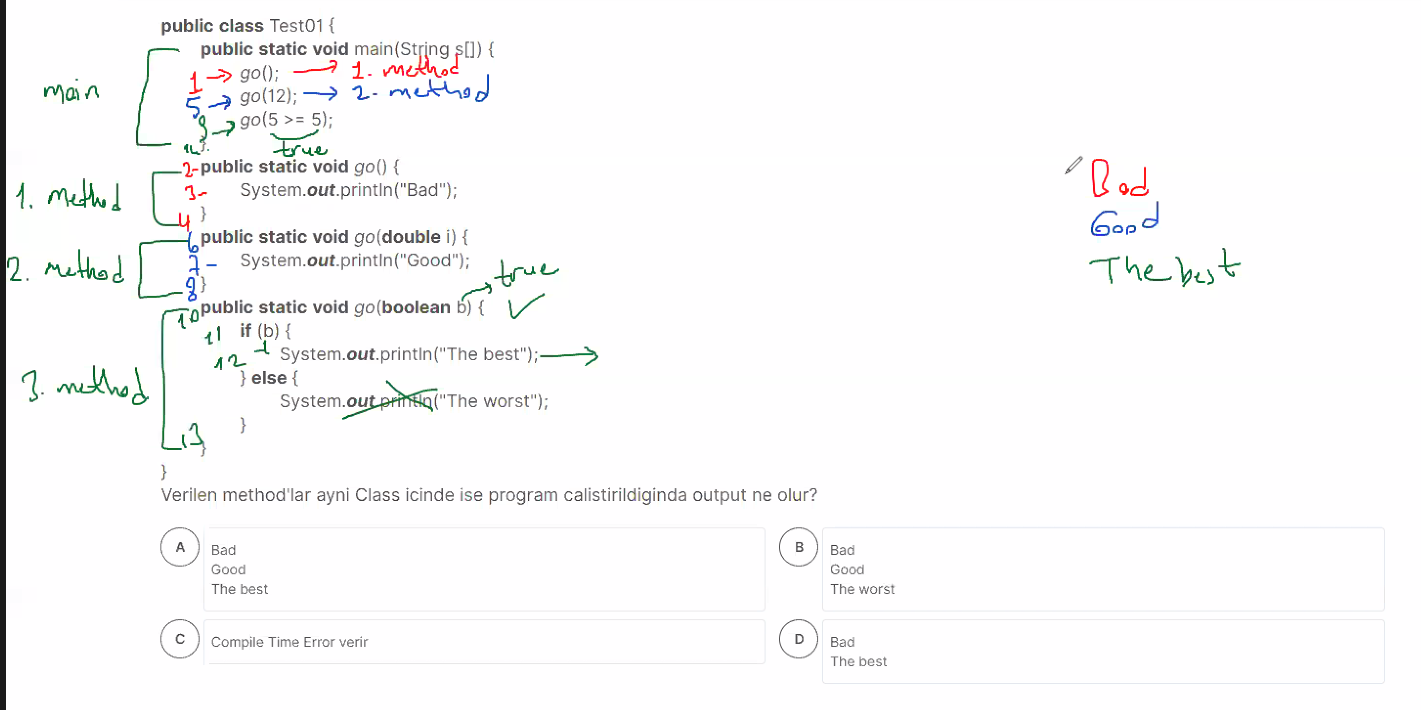 public class Test01 {
public static void main(String s[]) {
main
1 → go(); → 1. method
5 → go(12); → 2- method
9 → go(5 >= 5);
14 }
true
2- public static void go() {
1. method
3- System.out.println("Bad");
4 }
6 public static void go(double i) {
2. method
7- System.out.println("Good");
8 }
true
10 public static void go(boolean b) {
11 if (b) {
12 - System.out.println("The best");
} else {
3. method
System.out.println("The worst");
}
13 }
}
Bad
Good
The best
Verilen method'lar ayni Class icinde ise program calistirildiginda output ne olur?
A
Bad
Good
The best
B
Bad
Good
The worst
C
Compile Time Error verir
D
Bad
The best